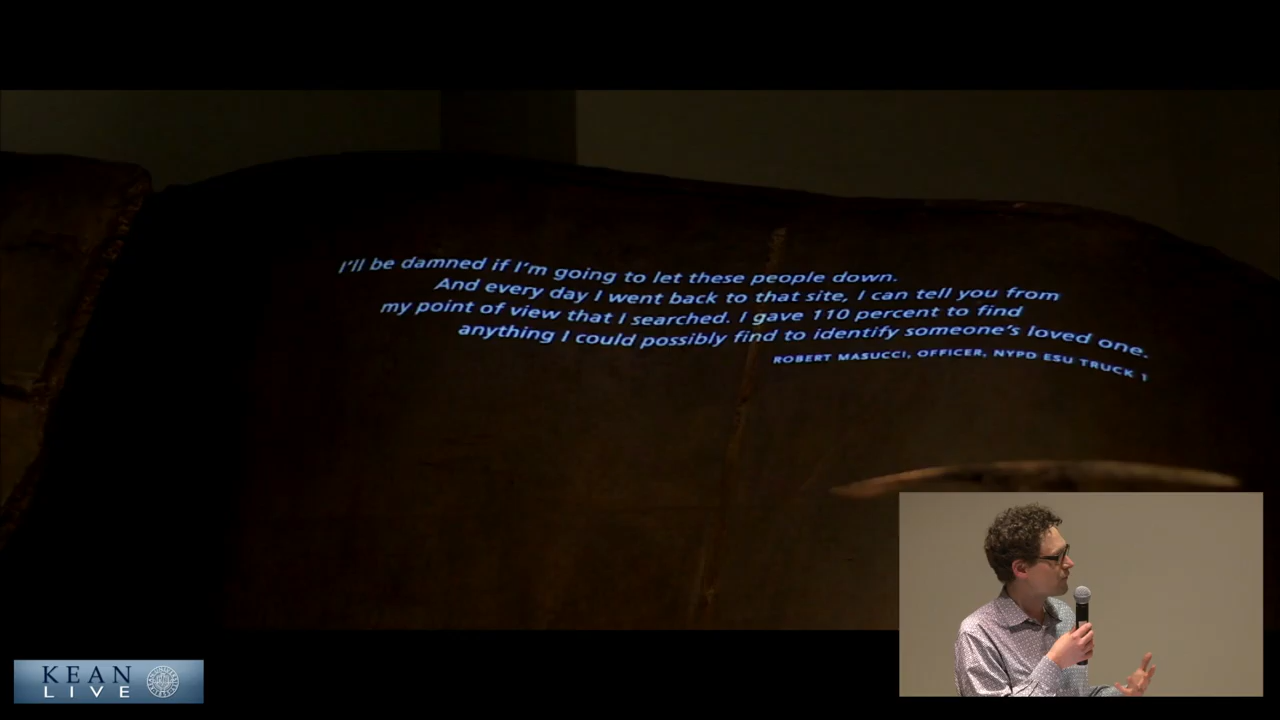 I'll be damned if I'm going to let these people down.
And every day I went back to that site, I can tell you from
my point of view that I searched. I gave 110 percent to find
anything I could possibly find to identify someone's loved one.
ROBERT MASUCCI, OFFICER, NYPD ESU TRUCK 1
KEAN
LIVE